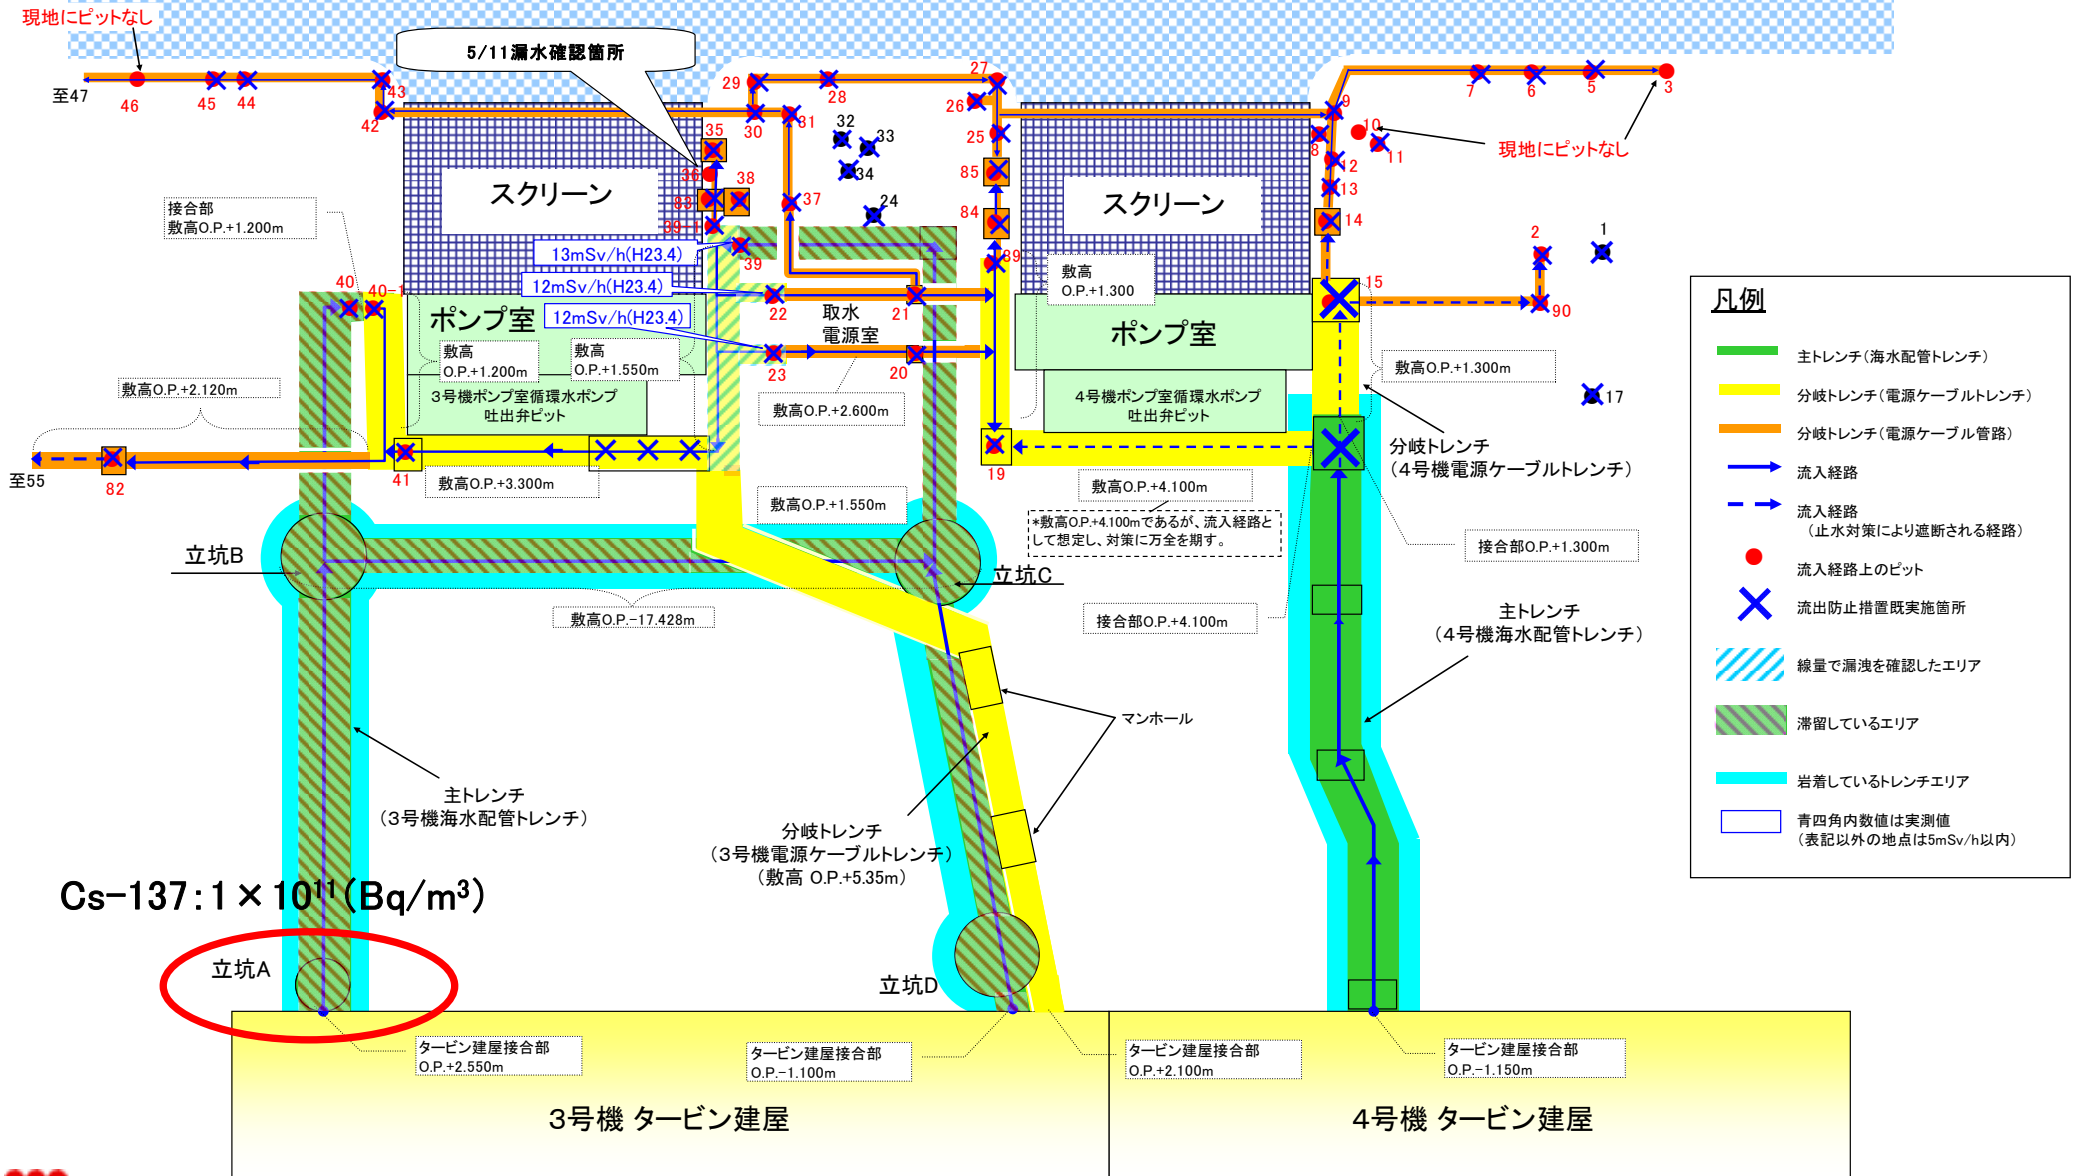 現地にピットなし
5/11漏水確認箇所
至47
46
45
44
43
42
29
28
27
26
30
31
25
35
36
38
83
39-1
37
32
33
34
24
85
84
89
39
9
7
6
5
3
10
8
11
12
13
14
現地にピットなし
2
1
15
90
17
スクリーン
スクリーン
接合部
敷高O.P.+1.200m
13mSv/h(H23.4)
12mSv/h(H23.4)
12mSv/h(H23.4)
敷高
O.P.+1.300
40
40-1
ポンプ室
ポンプ室
22
21
取水
電源室
23
20
敷高
O.P.+1.200m
敷高
O.P.+1.550m
敷高O.P.+1.300m
敷高O.P.+2.120m
3号機ポンプ室循環水ポンプ
吐出弁ピット
4号機ポンプ室循環水ポンプ
吐出弁ピット
敷高O.P.+2.600m
至55
82
41
19
敷高O.P.+3.300m
敷高O.P.+1.550m
敷高O.P.+4.100m
*敷高O.P.+4.100mであるが、流入経路と
して想定し、対策に万全を期す。
分岐トレンチ
(4号機電源ケーブルトレンチ)
接合部O.P.+1.300m
立坑B
立坑C
敷高O.P.-17.428m
接合部O.P.+4.100m
主トレンチ
(4号機海水配管トレンチ)
マンホール
主トレンチ
(3号機海水配管トレンチ)
分岐トレンチ
(3号機電源ケーブルトレンチ)
(敷高 O.P.+5.35m)
Cs-137:1×10¹¹(Bq/m³)
立坑A
立坑D
タービン建屋接合部
O.P.+2.550m
タービン建屋接合部
O.P.-1.100m
タービン建屋接合部
O.P.+2.100m
タービン建屋接合部
O.P.-1.150m
3号機 タービン建屋
4号機 タービン建屋
凡例
主トレンチ(海水配管トレンチ)
分岐トレンチ(電源ケーブルトレンチ)
分岐トレンチ(電源ケーブル管路)
流入経路
流入経路
(止水対策により遮断される経路)
流入経路上のピット
流出防止措置既実施箇所
線量で漏洩を確認したエリア
滞留しているエリア
岩着しているトレンチエリア
青四角内数値は実測値
(表記以外の地点は5mSv/h以内)